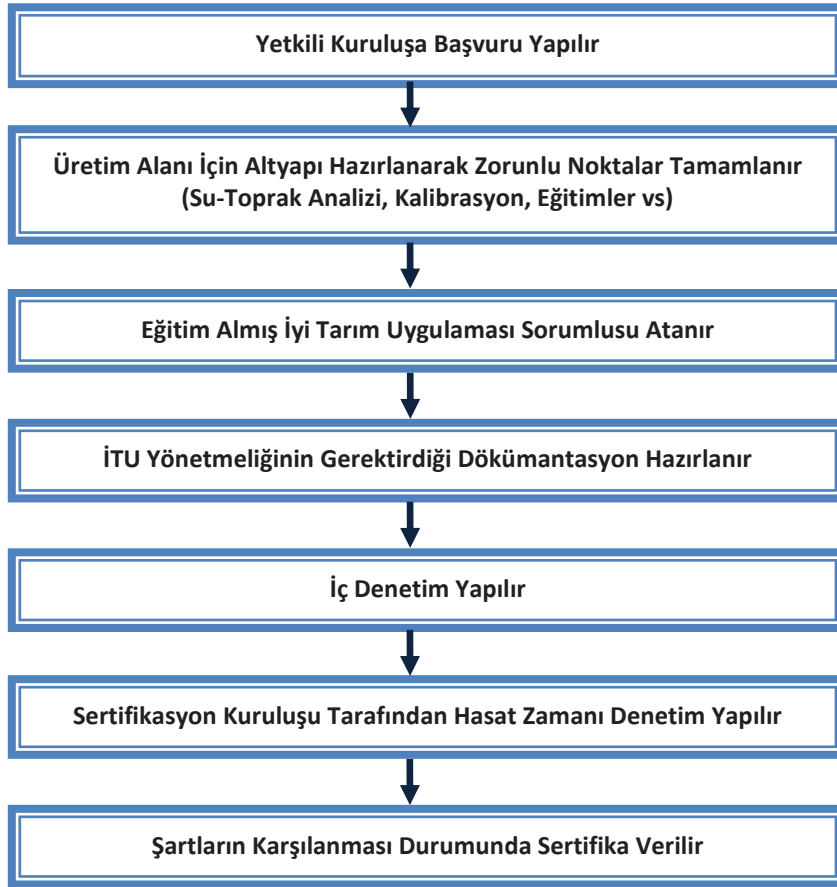 Yetkili Kuruluşa Başvuru Yapılır
Üretim Alanı İçin Altyapı Hazırlanarak Zorunlu Noktalar Tamamlanır
(Su-Toprak Analizi, Kalibrasyon, Eğitimler vs)
Eğitim Almış İyi Tarım Uygulaması Sorumlusu Atanır
İTU Yönetmeliğinin Gerektirdiği Dökümantasyon Hazırlanır
İç Denetim Yapılır
Sertifikasyon Kuruluşu Tarafından Hasat Zamanı Denetim Yapılır
Şartların Karşılanması Durumunda Sertifika Verilir